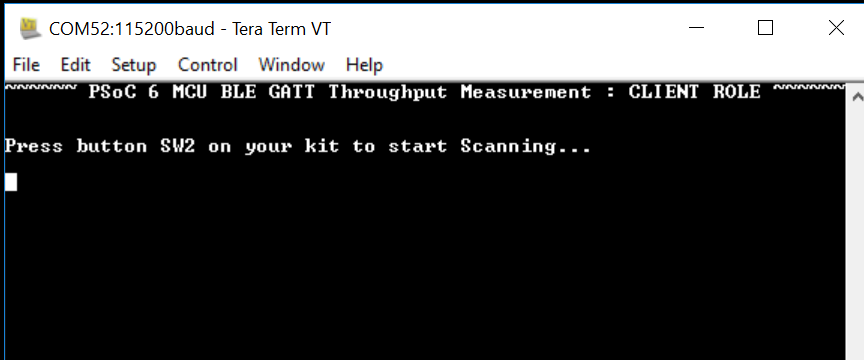 COM52:115200baud - Tera Term VT
File Edit Setup Control Window Help
~~~~~~~ PSoC 6 MCU BLE GATT Throughput Measurement : CLIENT ROLE ~~~~~~~
Press button SW2 on your kit to start Scanning...